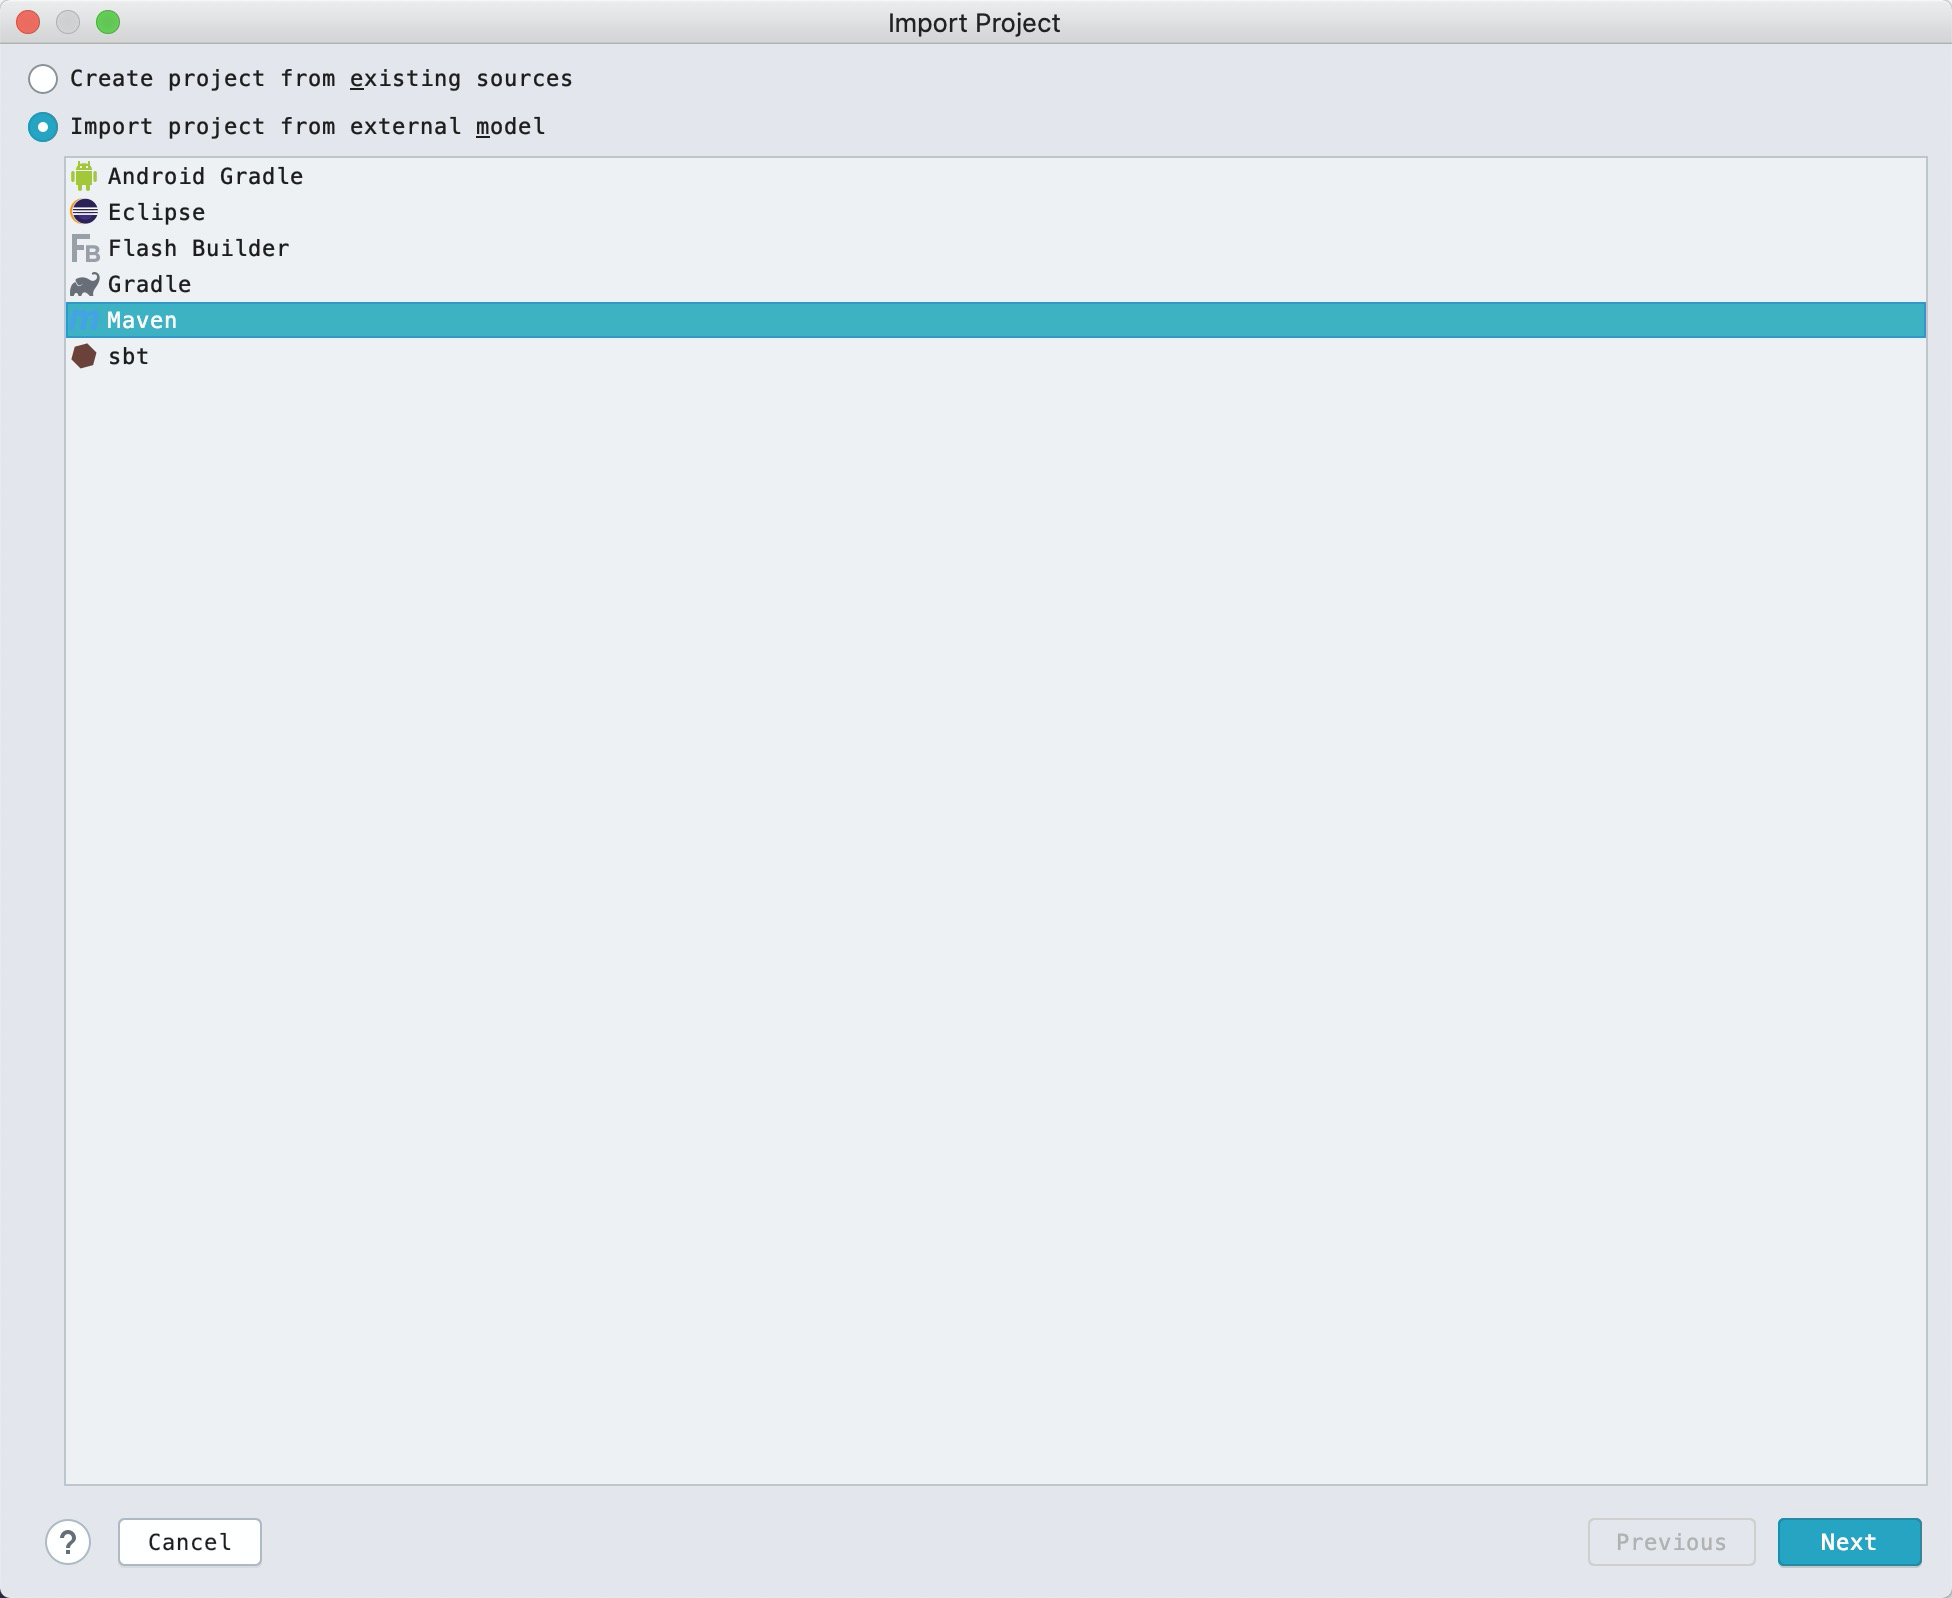 Import Project
Create project from existing sources
Import project from external model
Android Gradle
Eclipse
FB Flash Builder
Gradle
m Maven
sbt
? Cancel Previous Next